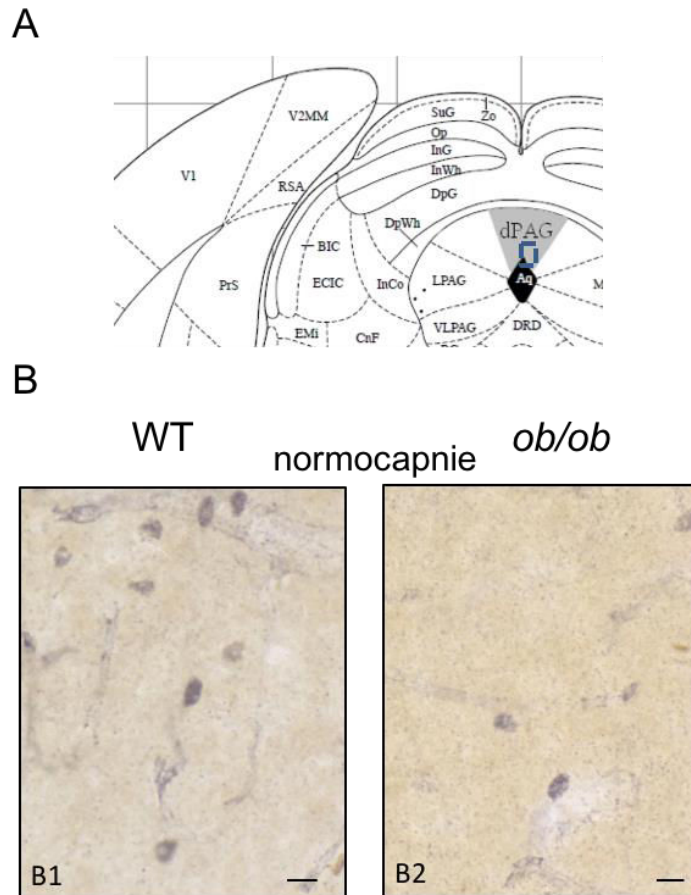 A
V2MM
SuG
Zo
Op
V1
InG
InWh
RSA
DpG
DpWh
dPAG
BIC
PrS
ECIC
InCo
LPAG
Aq
M
EMi
CnF
VLPAG
DRD
B
WT
normocapnie
ob/ob
B1
B2